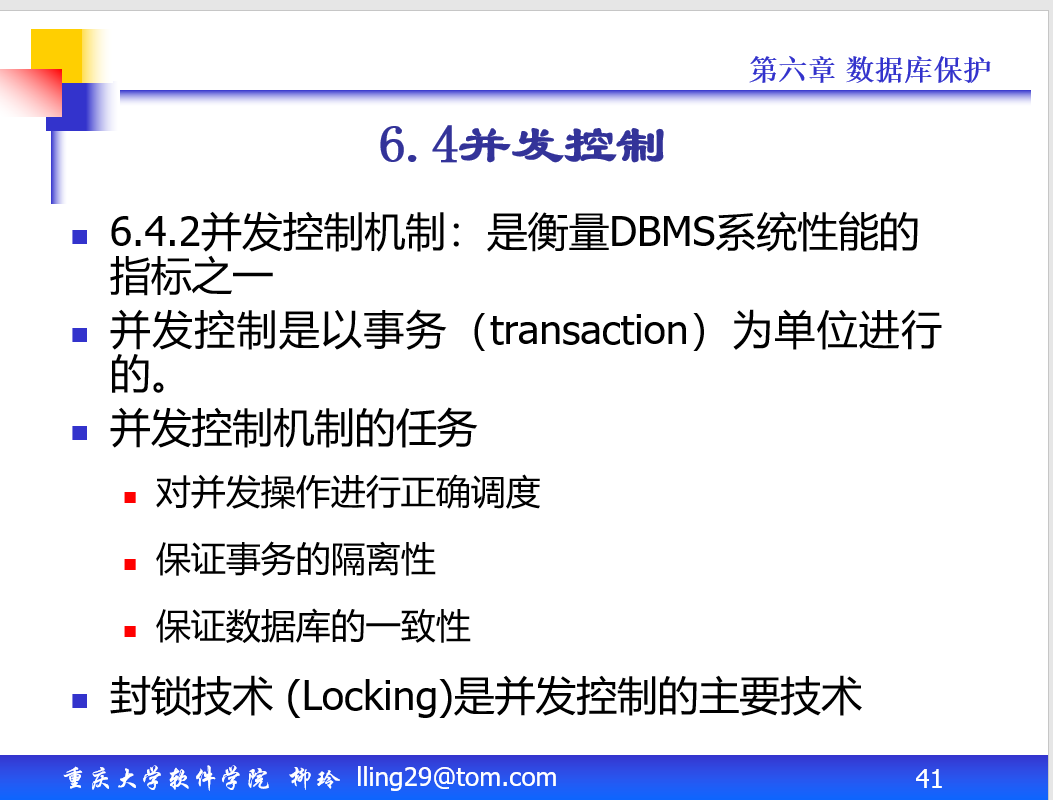 第六章 数据库保护
6.4并发控制
6.4.2并发控制机制：是衡量DBMS系统性能的
指标之一
并发控制是以事务（transaction）为单位进行
的。
并发控制机制的任务
对并发操作进行正确调度
保证事务的隔离性
保证数据库的一致性
封锁技术 (Locking)是并发控制的主要技术
重庆大学软件学院 柳玲 lling29@tom.com
41